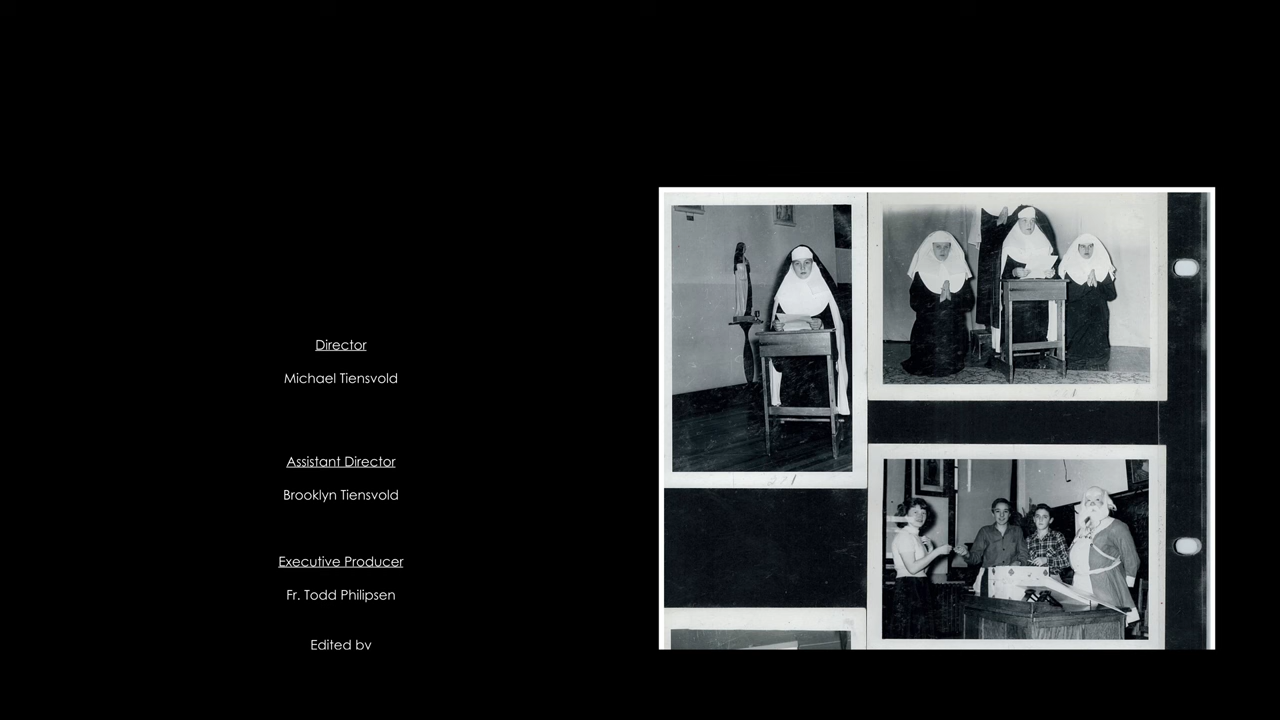 Director
Michael Tiensvold
Assistant Director
Brooklyn Tiensvold
Executive Producer
Fr. Todd Philipsen
Edited by